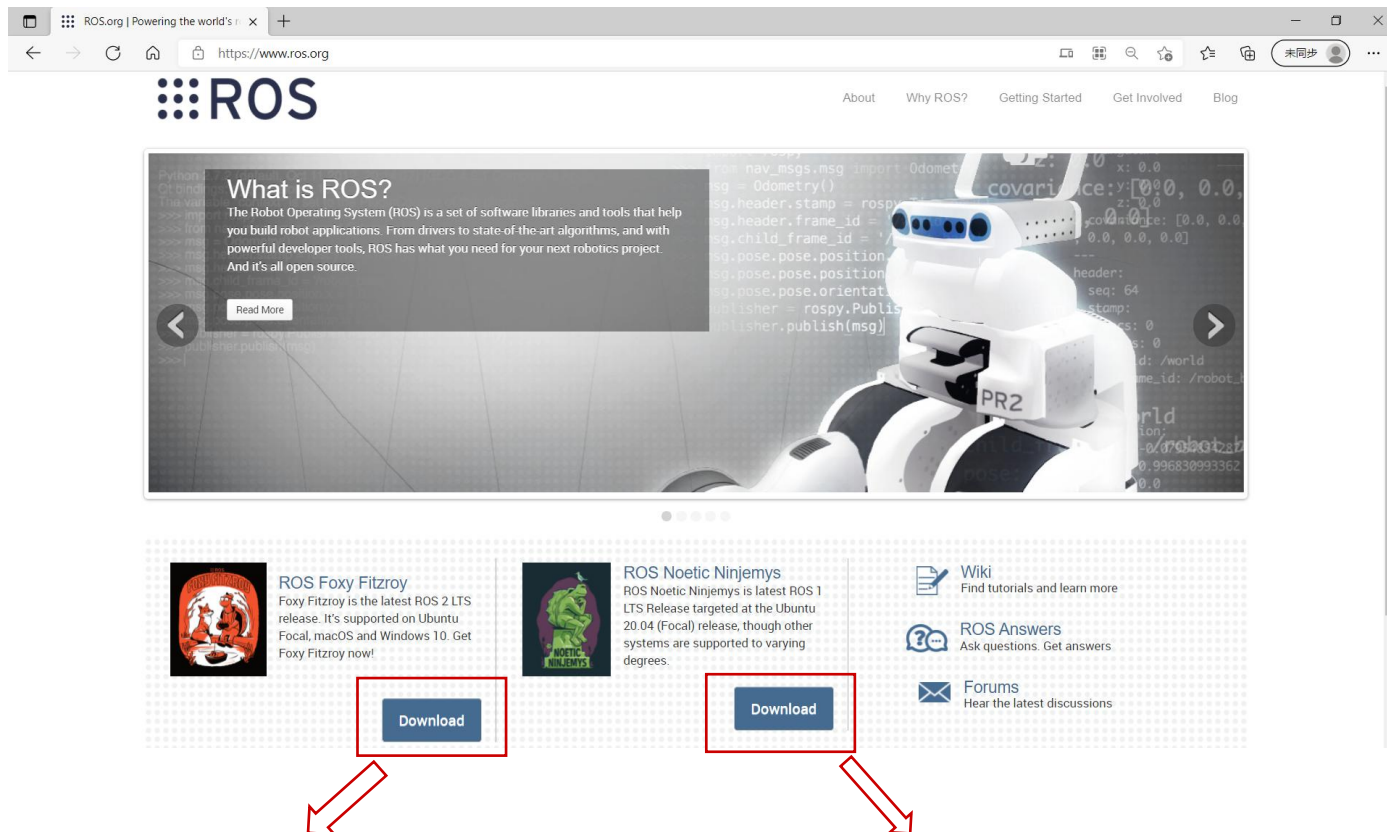 ROS.org | Powering the world's r
https://www.ros.org
未同步
ROS
About
Why ROS?
Getting Started
Get Involved
Blog
What is ROS?
The Robot Operating System (ROS) is a set of software libraries and tools that help
you build robot applications. From drivers to state-of-the-art algorithms, and with
powerful developer tools, ROS has what you need for your next robotics project.
And it's all open source.
Read More
nav_msgs.msg import Odomet
= Odometry()
msg.header.stamp = rosp
msg.header.frame_id =
msg.child_frame_id =
msg.pose.pose.position
msg.pose.pose.position
msg.pose.pose.orientat
publisher = rospy.Publis
publisher.publish(msg)
x: 0.0
header:
seq: 64
stamp:
PR2
ROS Foxy Fitzroy
Foxy Fitzroy is the latest ROS 2 LTS
release. It's supported on Ubuntu
Focal, macOS and Windows 10. Get
Foxy Fitzroy now!
Download
NOETIC
NINJEMYS
ROS Noetic Ninjemys
ROS Noetic Ninjemys is latest ROS 1
LTS Release targeted at the Ubuntu
20.04 (Focal) release, though other
systems are supported to varying
degrees.
Download
Wiki
Find tutorials and learn more
ROS Answers
Ask questions. Get answers
Forums
Hear the latest discussions